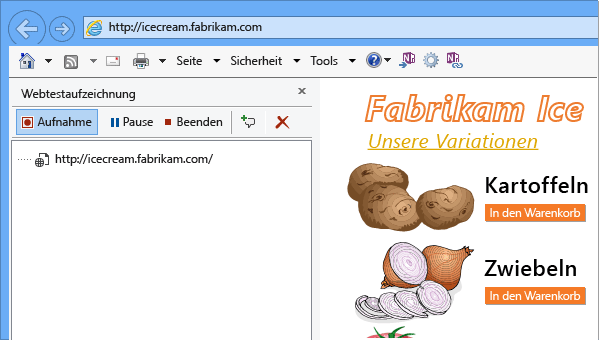 http://icecream.fabrikam.com
Seite Sicherheit Tools
Webtestaufzeichnung
Aufnahme Pause Beenden
http://icecream.fabrikam.com/
Fabrikam Ice
Unsere Variationen
Kartoffeln
In den Warenkorb
Zwiebeln
In den Warenkorb